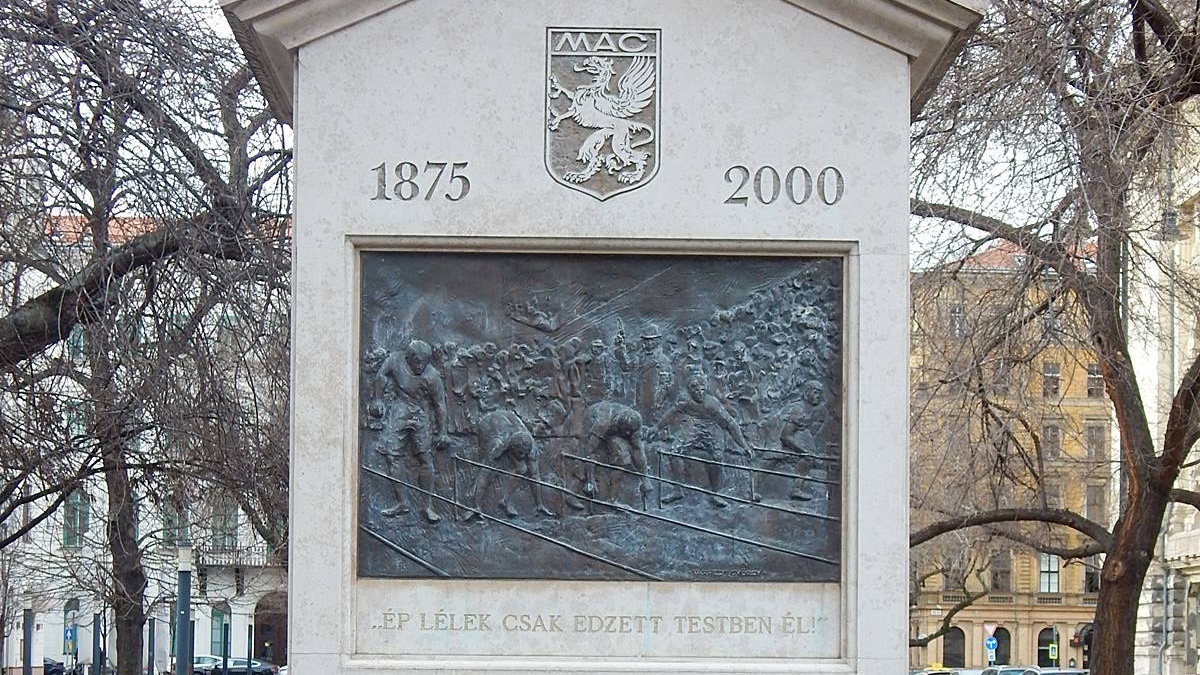 MAC
1875 2000
„ÉP LÉLEK CSAK EDZETT TESTBEN ÉL!”